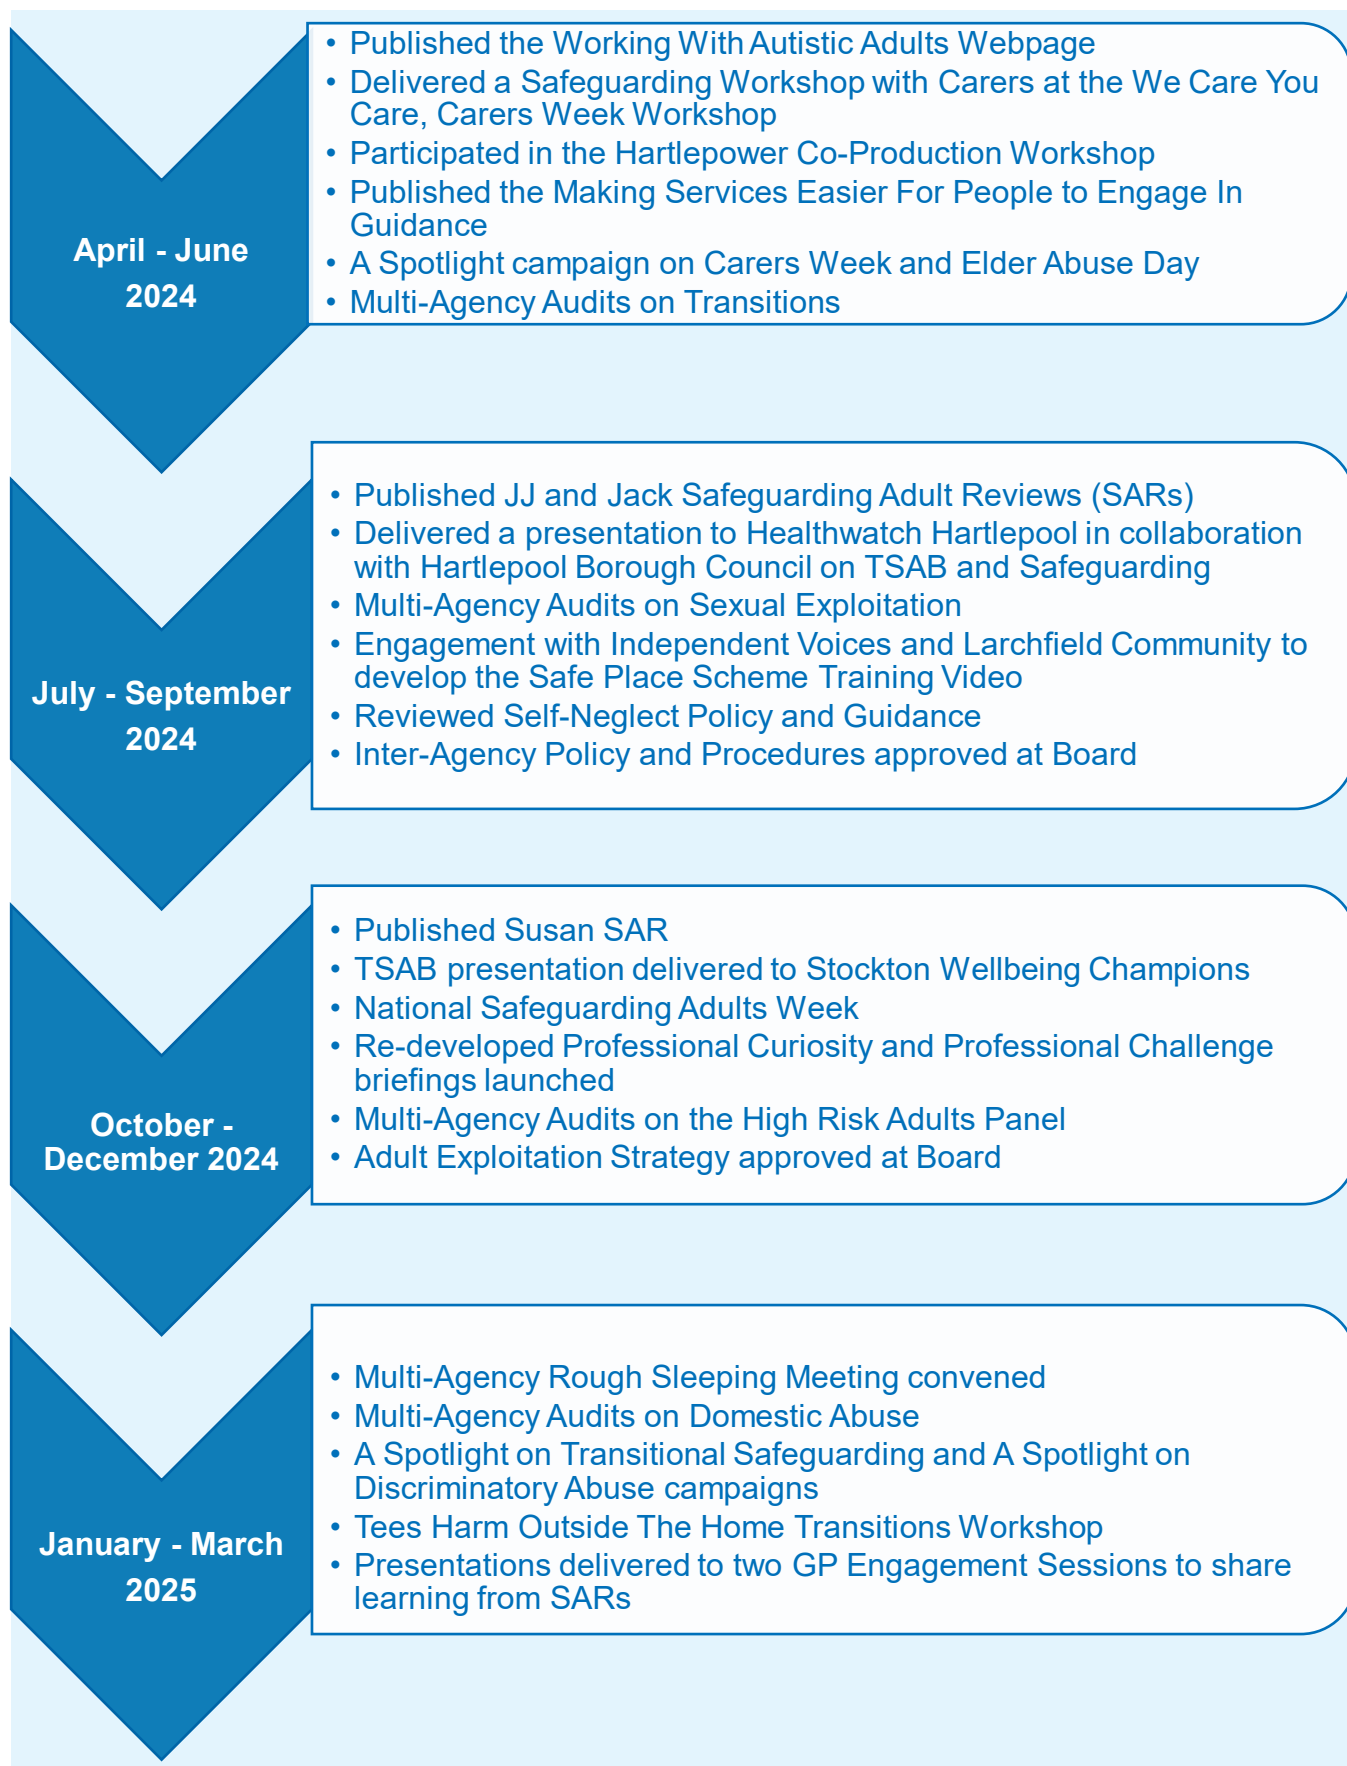 April - June
2024
• Published the Working With Autistic Adults Webpage
• Delivered a Safeguarding Workshop with Carers at the We Care You
Care, Carers Week Workshop
• Participated in the Hartlepower Co-Production Workshop
• Published the Making Services Easier For People to Engage In
Guidance
• A Spotlight campaign on Carers Week and Elder Abuse Day
• Multi-Agency Audits on Transitions
July - September
2024
• Published JJ and Jack Safeguarding Adult Reviews (SARs)
• Delivered a presentation to Healthwatch Hartlepool in collaboration
with Hartlepool Borough Council on TSAB and Safeguarding
• Multi-Agency Audits on Sexual Exploitation
• Engagement with Independent Voices and Larchfield Community to
develop the Safe Place Scheme Training Video
• Reviewed Self-Neglect Policy and Guidance
• Inter-Agency Policy and Procedures approved at Board
October -
December 2024
• Published Susan SAR
• TSAB presentation delivered to Stockton Wellbeing Champions
• National Safeguarding Adults Week
• Re-developed Professional Curiosity and Professional Challenge
briefings launched
• Multi-Agency Audits on the High Risk Adults Panel
• Adult Exploitation Strategy approved at Board
January - March
2025
• Multi-Agency Rough Sleeping Meeting convened
• Multi-Agency Audits on Domestic Abuse
• A Spotlight on Transitional Safeguarding and A Spotlight on
Discriminatory Abuse campaigns
• Tees Harm Outside The Home Transitions Workshop
• Presentations delivered to two GP Engagement Sessions to share
learning from SARs